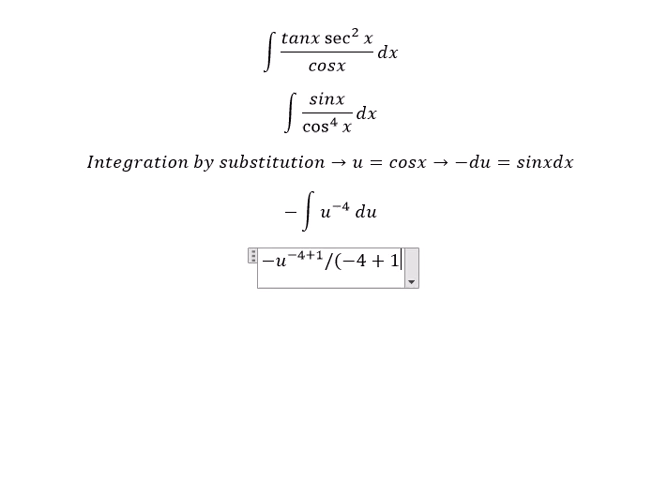 ∫ tanx sec² x / cosx dx
∫ sinx / cos⁴ x dx
Integration by substitution → u = cosx → −du = sinxdx
−∫ u⁻⁴ du
−u⁻⁴⁺¹/(−4 + 1